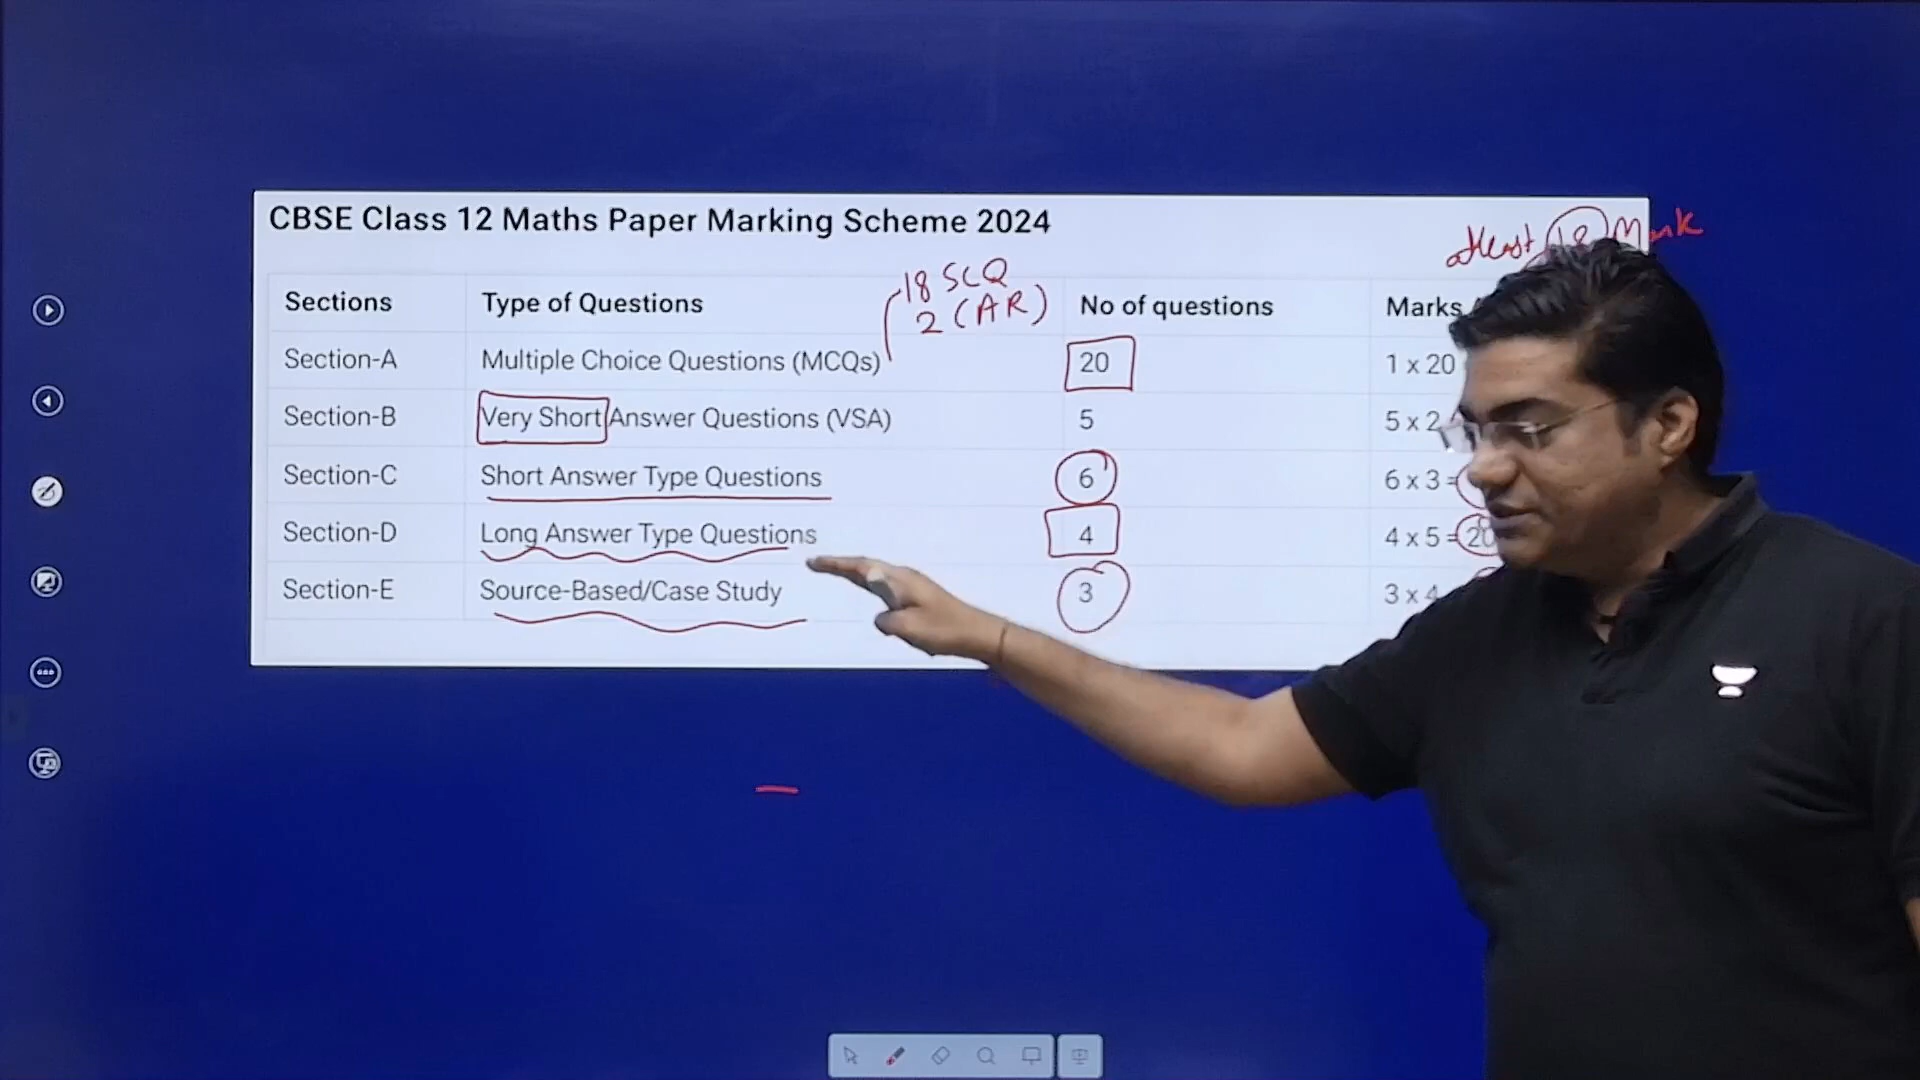 CBSE Class 12 Maths Paper Marking Scheme 2024
atleast 18 Mark
18 SCQ
2 (AR)
Sections Type of Questions No of questions Marks
Section-A Multiple Choice Questions (MCQs) 20 1 x 20
Section-B Very Short Answer Questions (VSA) 5 5 x 2
Section-C Short Answer Type Questions 6 6 x 3 =
Section-D Long Answer Type Questions 4 4 x 5 = 20
Section-E Source-Based/Case Study 3 3 x 4